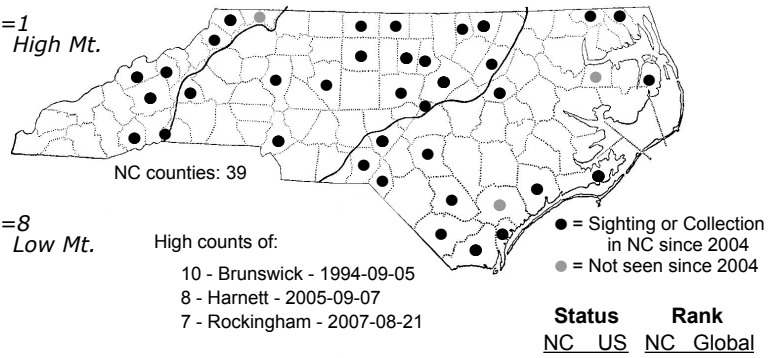 =1
High Mt.
NC counties: 39
=8
Low Mt.
High counts of:
10 - Brunswick - 1994-09-05
8 - Harnett - 2005-09-07
7 - Rockingham - 2007-08-21
● = Sighting or Collection
in NC since 2004
● = Not seen since 2004
Status Rank
NC US NC Global